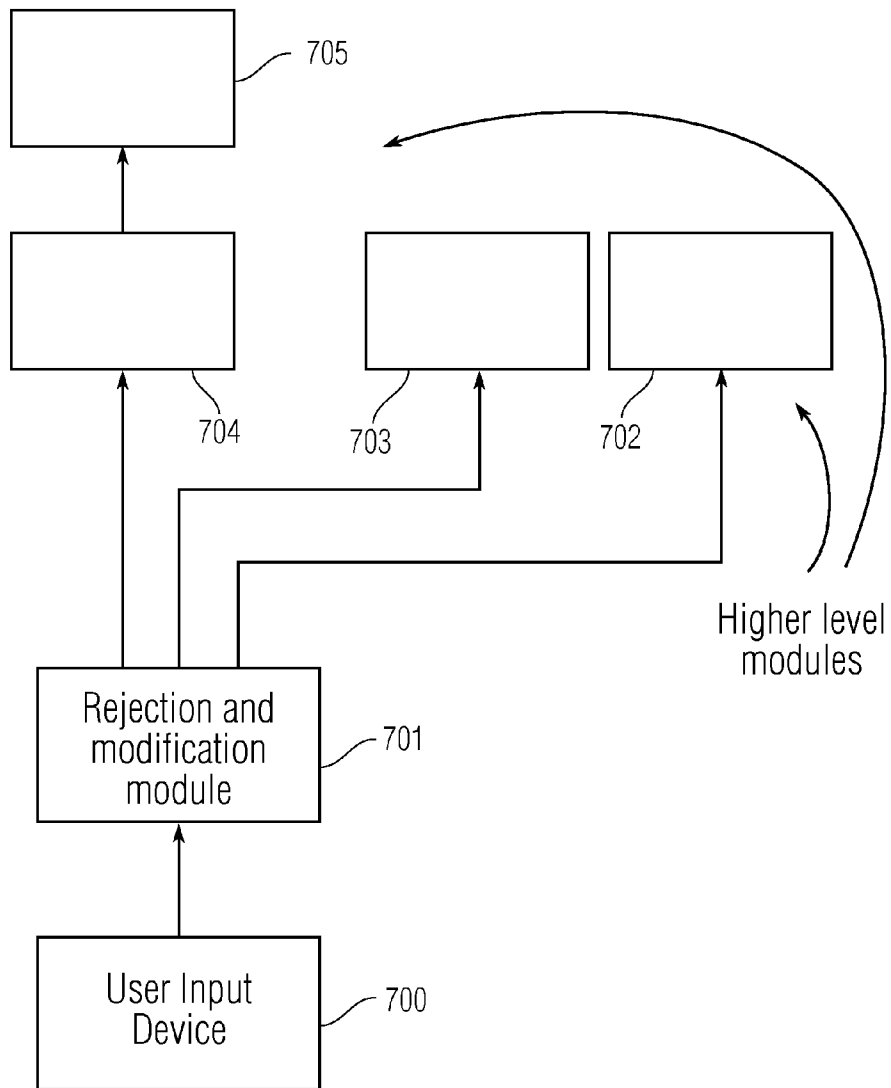 705
704
703
702
Higher level
modules
Rejection and
modification
module
701
User Input
Device
700